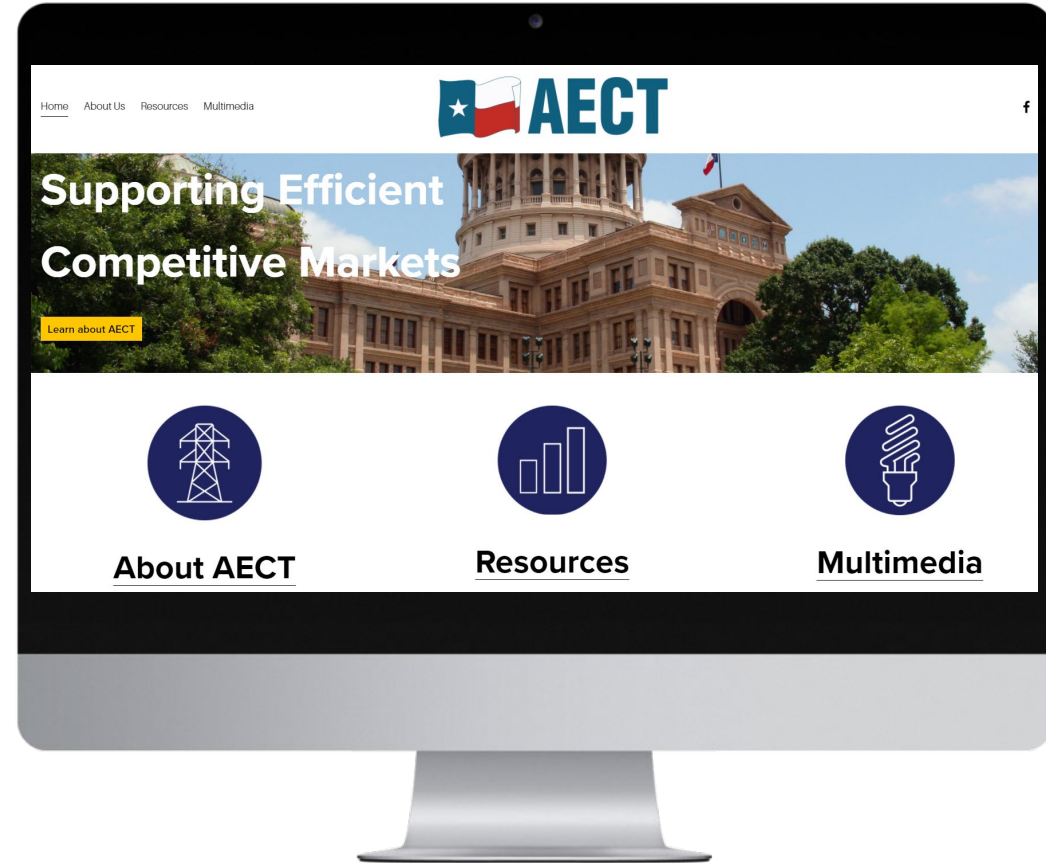 Home About Us Resources Multimedia
AECT
f
Supporting Efficient
Competitive Markets
Learn about AECT
About AECT
Resources
Multimedia